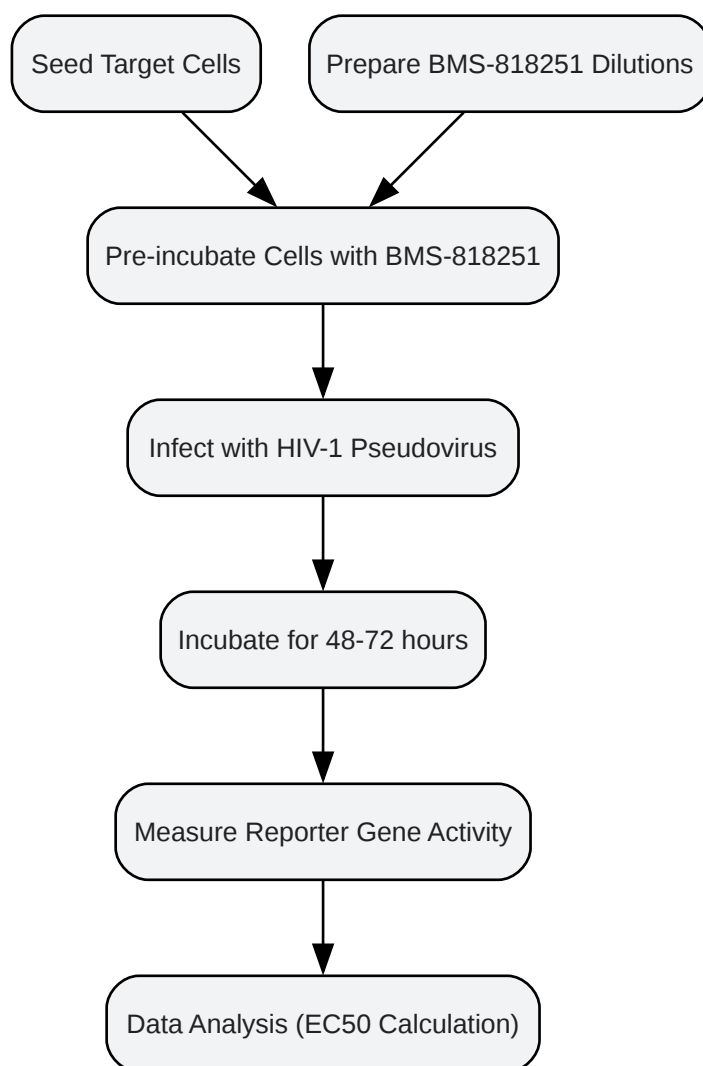 Seed Target Cells
Prepare BMS-818251 Dilutions
Pre-incubate Cells with BMS-818251
Infect with HIV-1 Pseudovirus
Incubate for 48-72 hours
Measure Reporter Gene Activity
Data Analysis (EC50 Calculation)